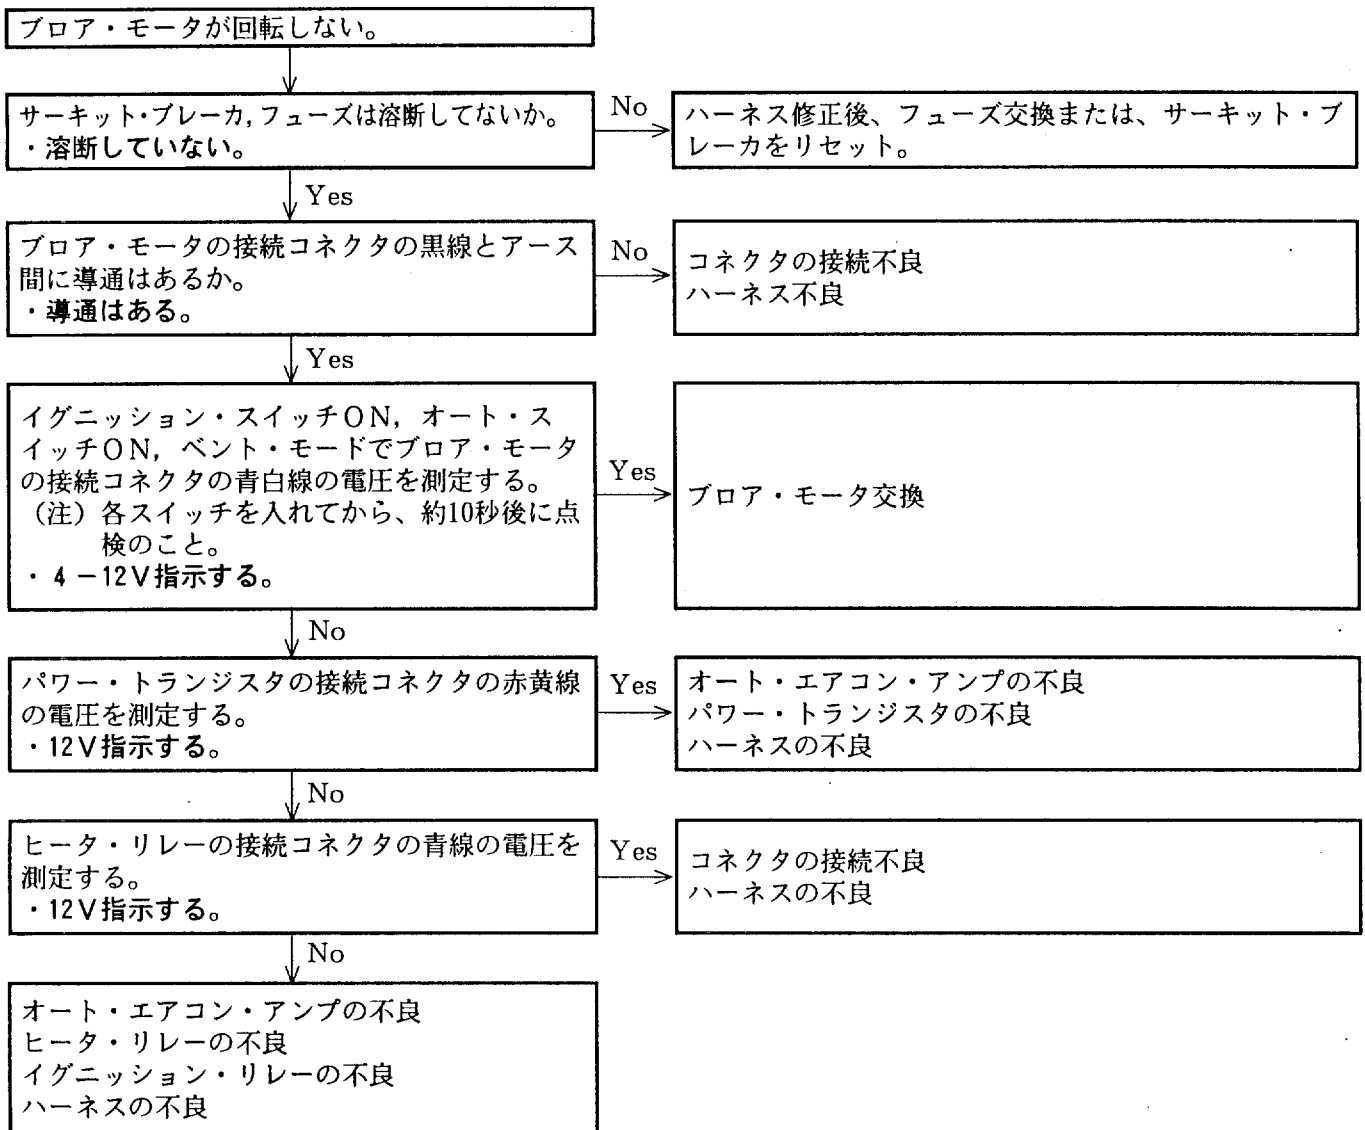 ブロア・モータが回転しない。
サーキット・ブレーカ,フューズは溶断してないか。
・溶断していない。
No
ハーネス修正後、フューズ交換または、サーキット・ブ
レーカをリセット。
Yes
ブロア・モータの接続コネクタの黒線とアース
間に導通はあるか。
・導通はある。
No
コネクタの接続不良
ハーネス不良
Yes
イグニッション・スイッチON，オート・ス
イッチON，ベント・モードでブロア・モータ
の接続コネクタの青白線の電圧を測定する。
（注）各スイッチを入れてから、約10秒後に点
検のこと。
・4－12V指示する。
Yes
ブロア・モータ交換
No
パワー・トランジスタの接続コネクタの赤黄線
の電圧を測定する。
・12V指示する。
Yes
オート・エアコン・アンプの不良
パワー・トランジスタの不良
ハーネスの不良
No
ヒータ・リレーの接続コネクタの青線の電圧を
測定する。
・12V指示する。
Yes
コネクタの接続不良
ハーネスの不良
No
オート・エアコン・アンプの不良
ヒータ・リレーの不良
イグニッション・リレーの不良
ハーネスの不良